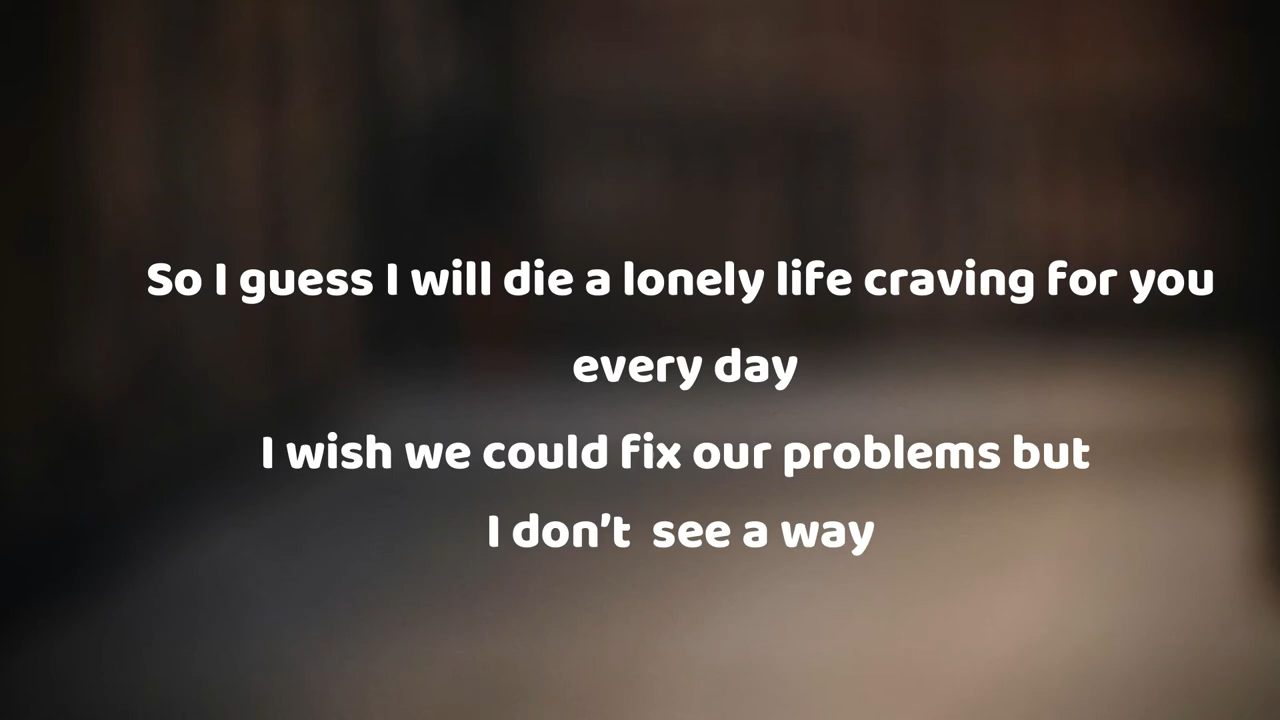 So I guess I will die a lonely life craving for you
every day
I wish we could fix our problems but
I don’t  see a way